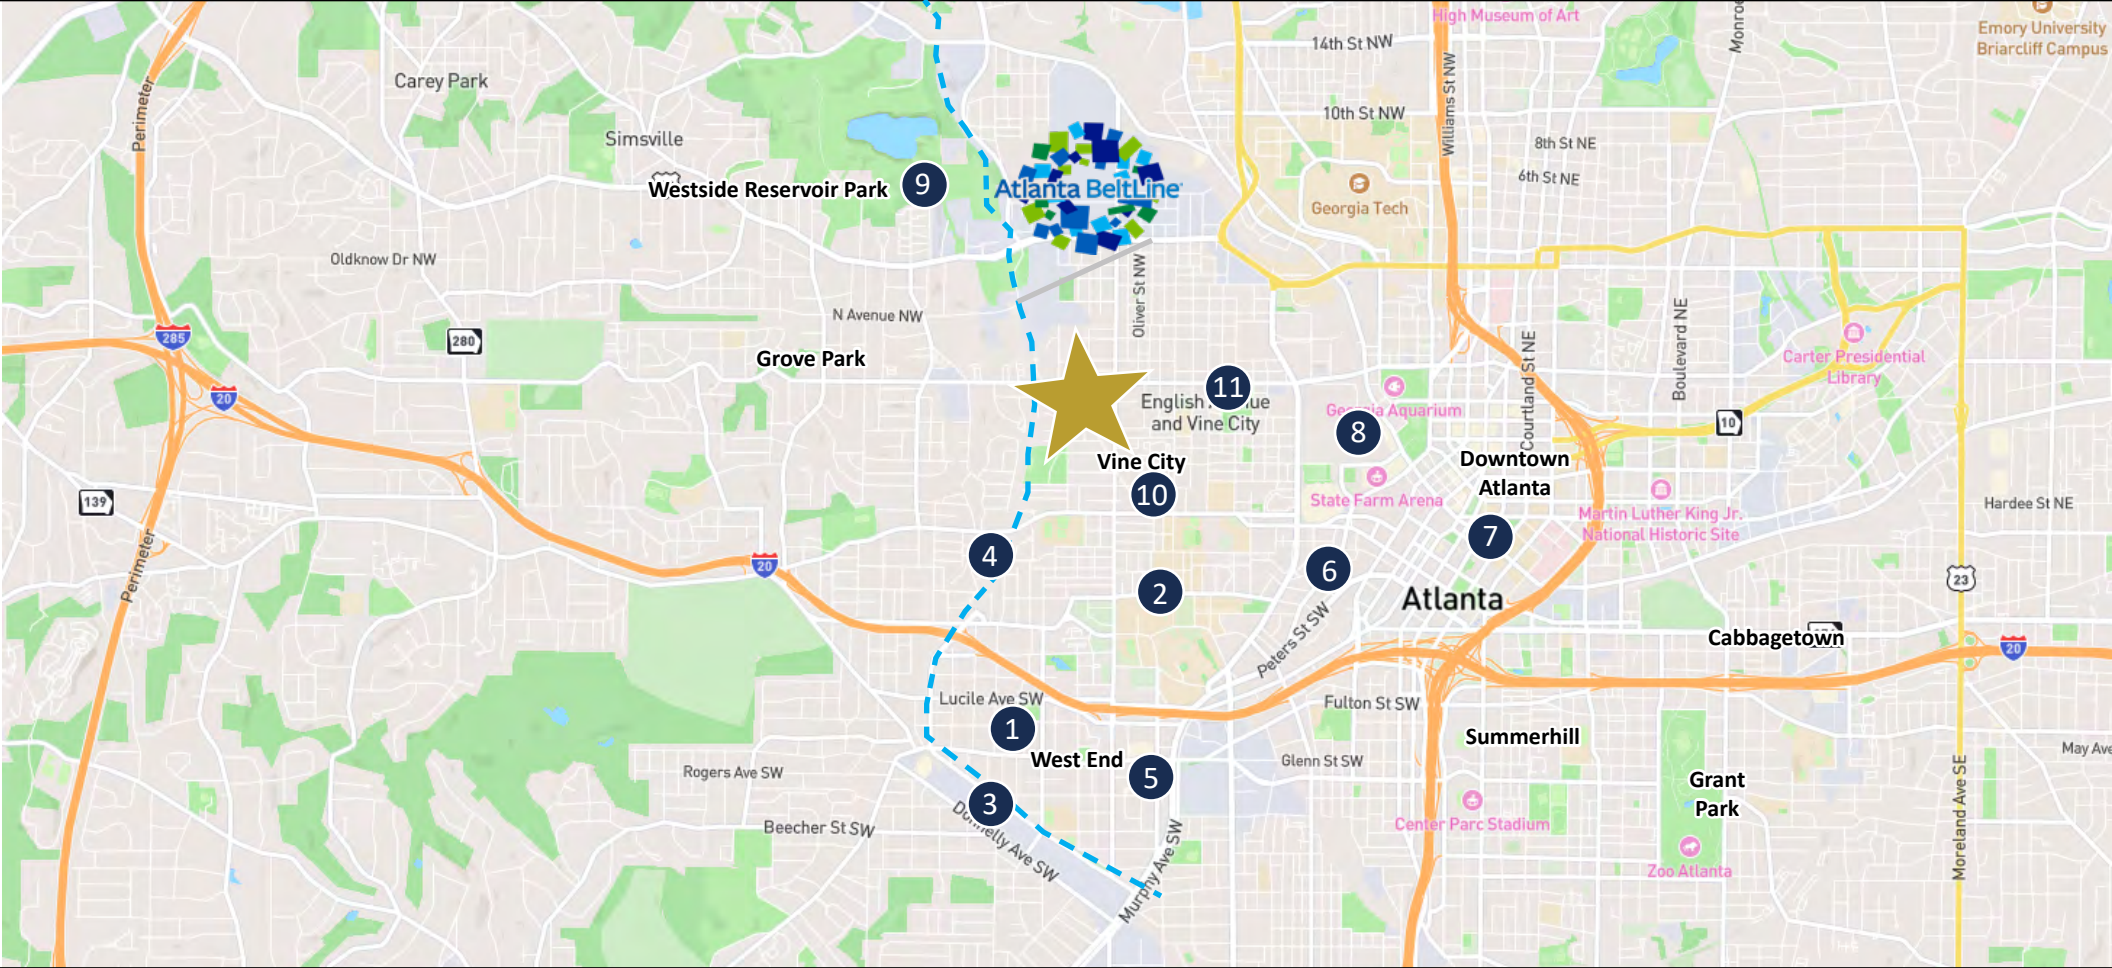 High Museum of Art
Monroe
Emory University
Briarcliff Campus
14th St NW
Carey Park
Perimeter
Williams St NW
10th St NW
Simsville
8th St NE
6th St NE
Westside Reservoir Park
9
Atlanta BeltLine
Georgia Tech
Oldknow Dr NW
Oliver St NW
N Avenue NW
285
280
Grove Park
Courtland St NE
Boulevard NE
Carter Presidential
Library
20
11
English
and Vine City
Georgia Aquarium
8
10
Vine City
10
Downtown
Atlanta
State Farm Arena
139
Martin Luther King Jr.
National Historic Site
Hardee St NE
7
4
20
Perimeter
6
2
Atlanta
23
Peters St SW
Cabbagetown
20
Lucile Ave SW
Fulton St SW
1
West End
Summerhill
May Ave
Rogers Ave SW
5
Glenn St SW
Grant
Park
3
Donnelly Ave SW
Beecher St SW
Center Parc Stadium
Murphy Ave SW
Moreland Ave SE
Zoo Atlanta